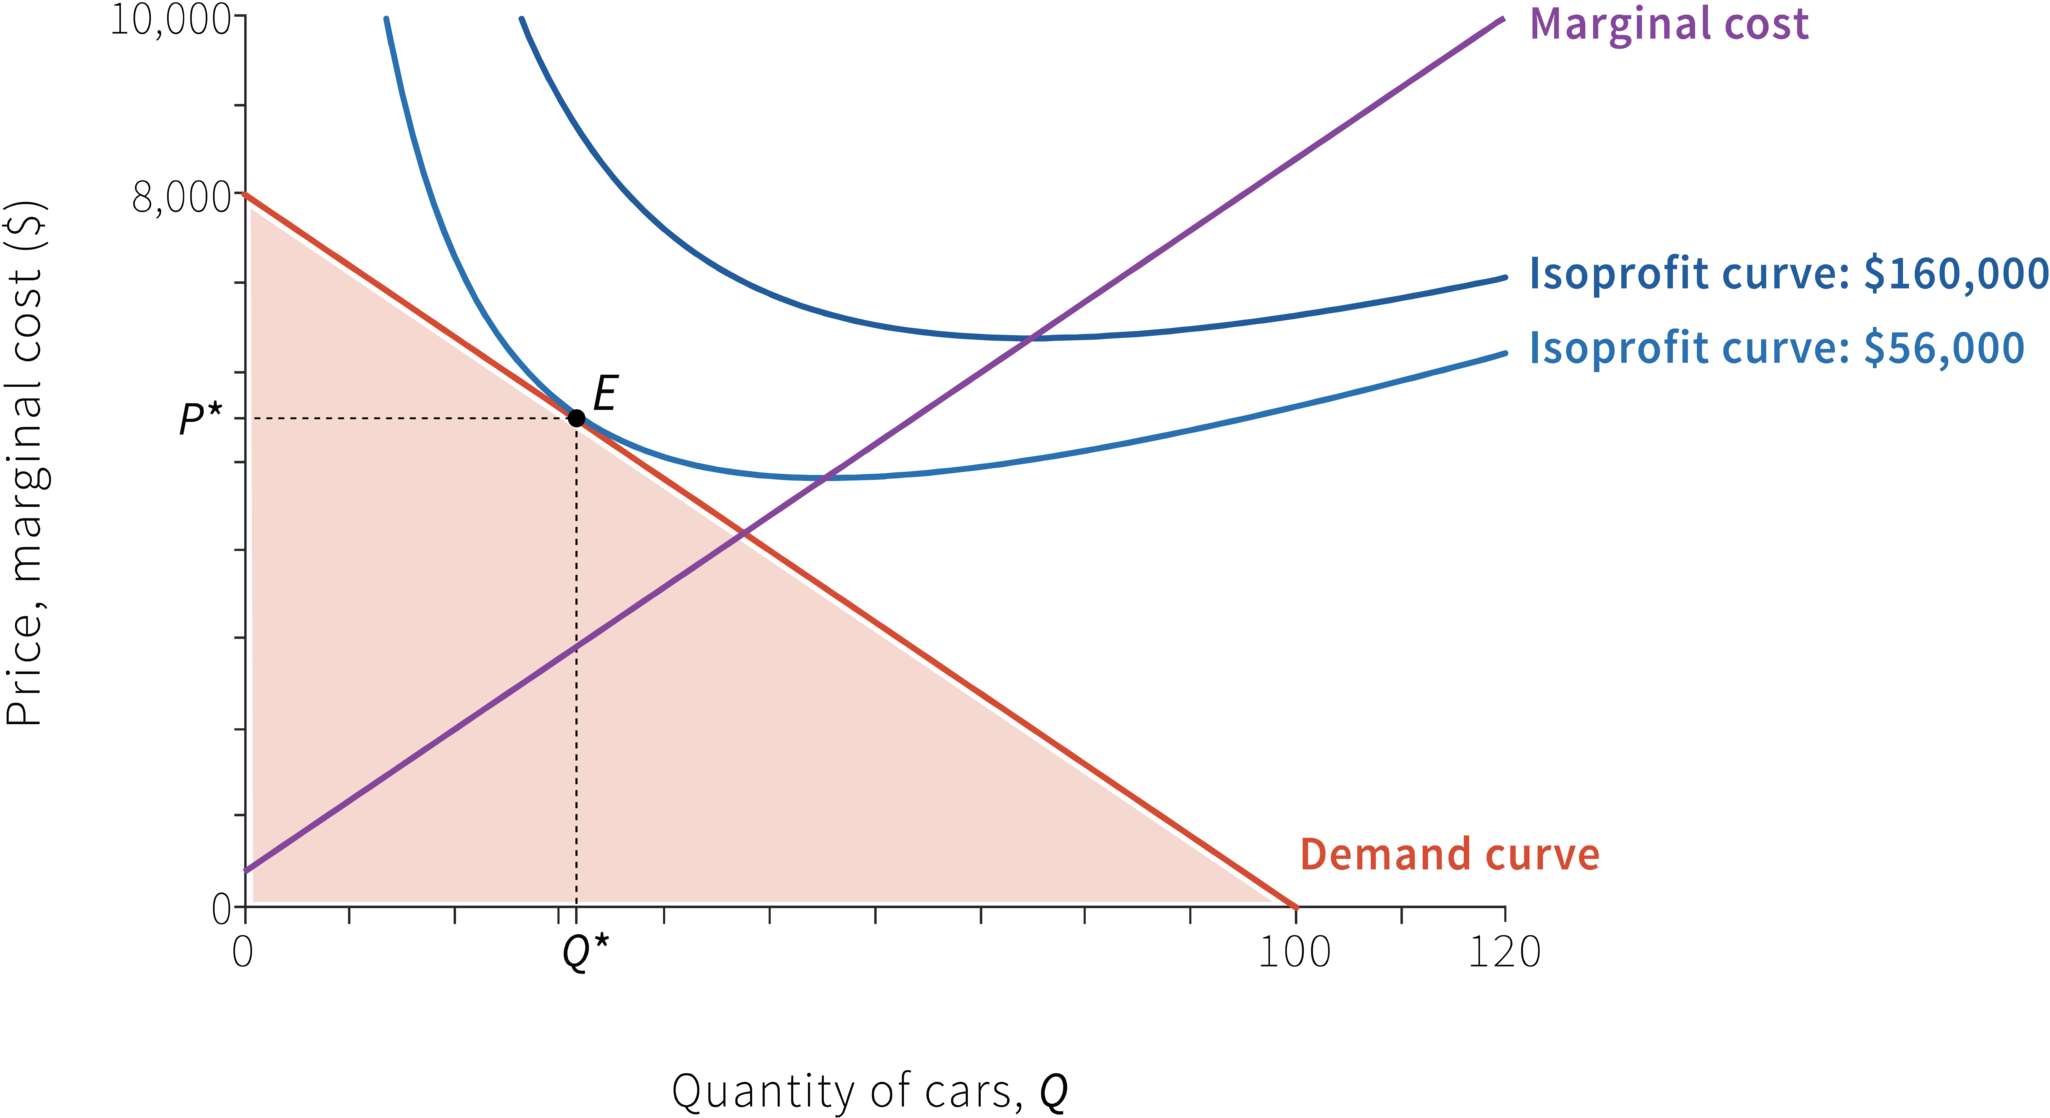 10,000
Marginal cost
8,000
Isoprofit curve: $160,000
Isoprofit curve: $56,000
E
P*
Price, marginal cost ($)
Demand curve
0
0
Q*
100
120
Quantity of cars, Q